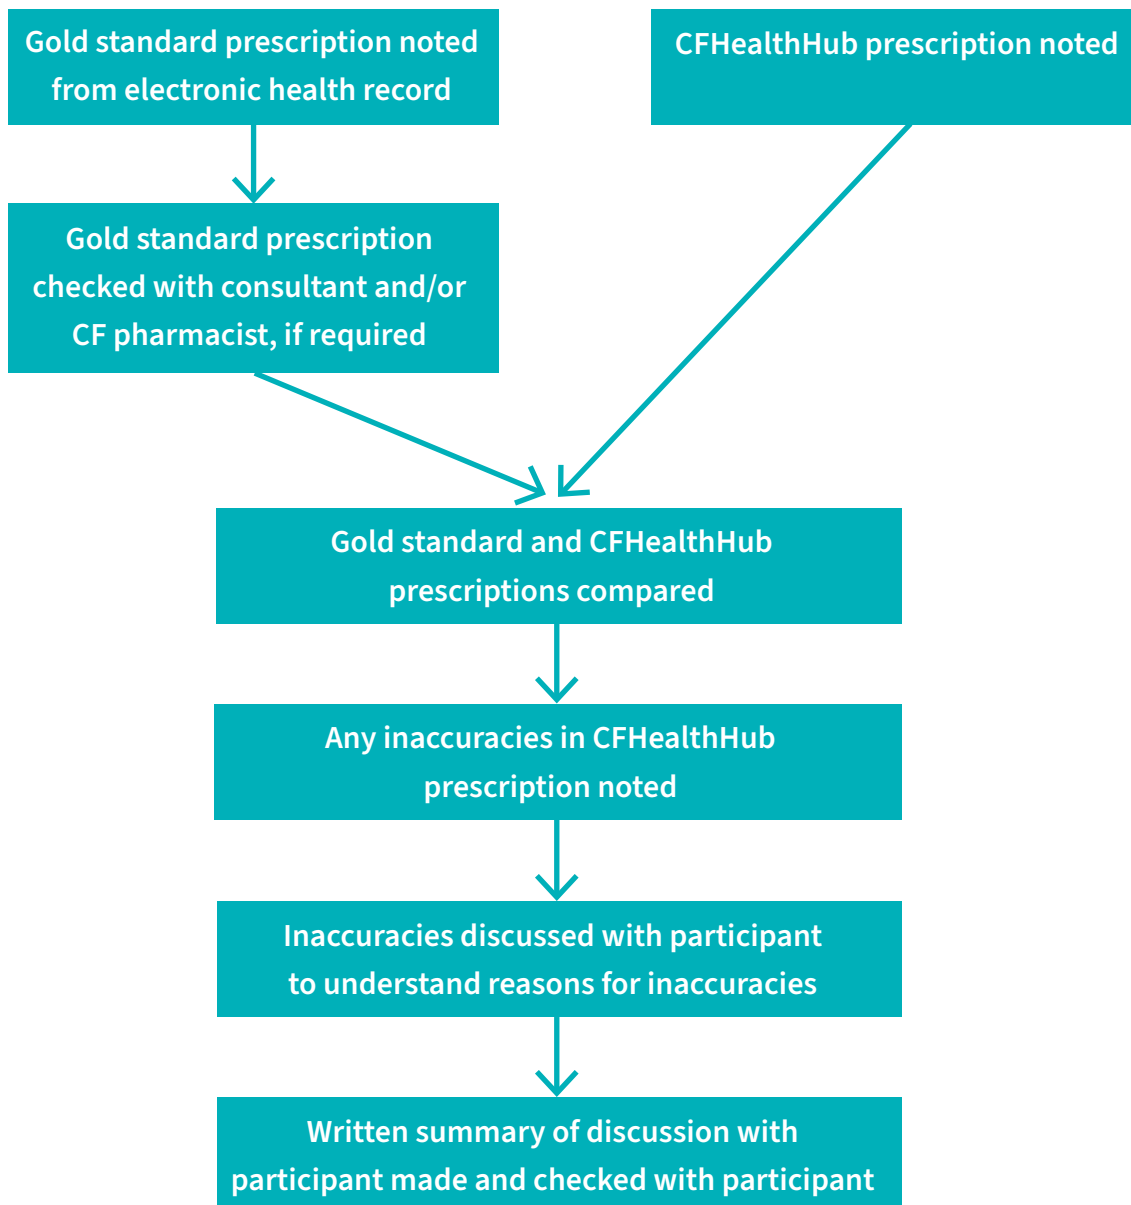 Gold standard prescription noted
from electronic health record
CFHealthHub prescription noted
Gold standard prescription
checked with consultant and/or
CF pharmacist, if required
Gold standard and CFHealthHub
prescriptions compared
Any inaccuracies in CFHealthHub
prescription noted
Inaccuracies discussed with participant
to understand reasons for inaccuracies
Written summary of discussion with
participant made and checked with participant